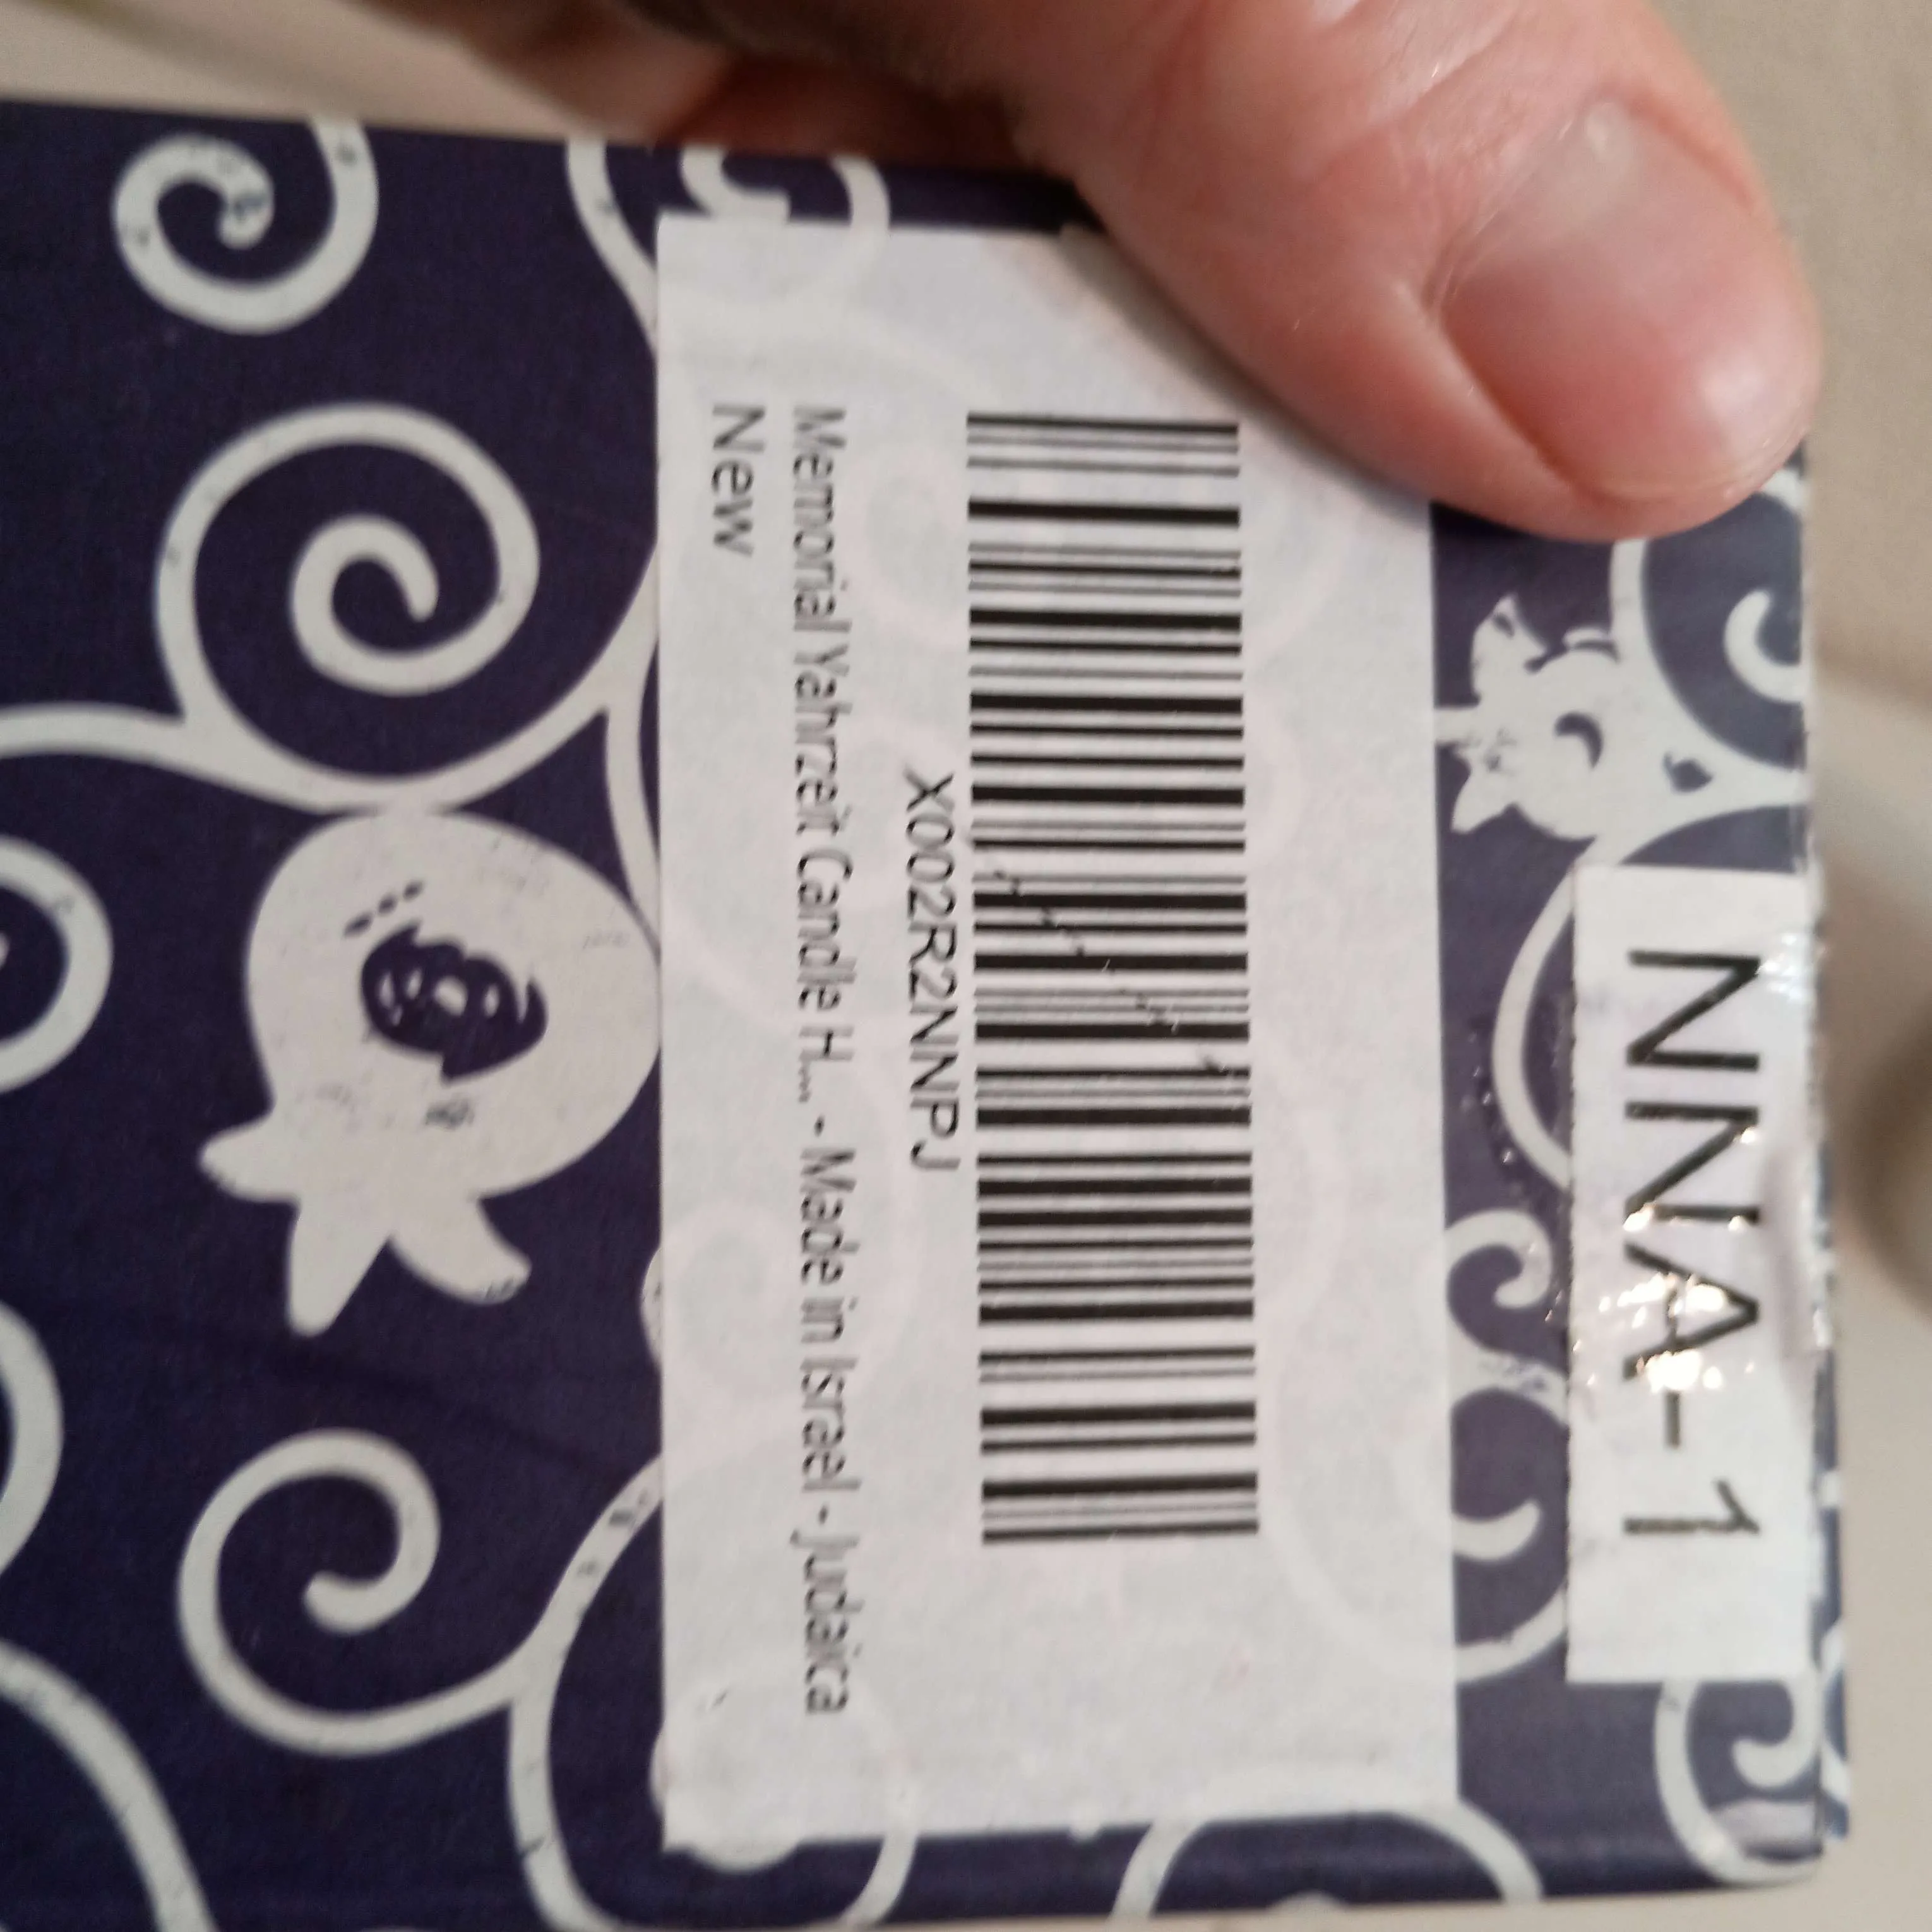 NNA-1
X002R2NNPJ
Memorial Yahrzeit Candle H... - Made in Israel - Judaica
New